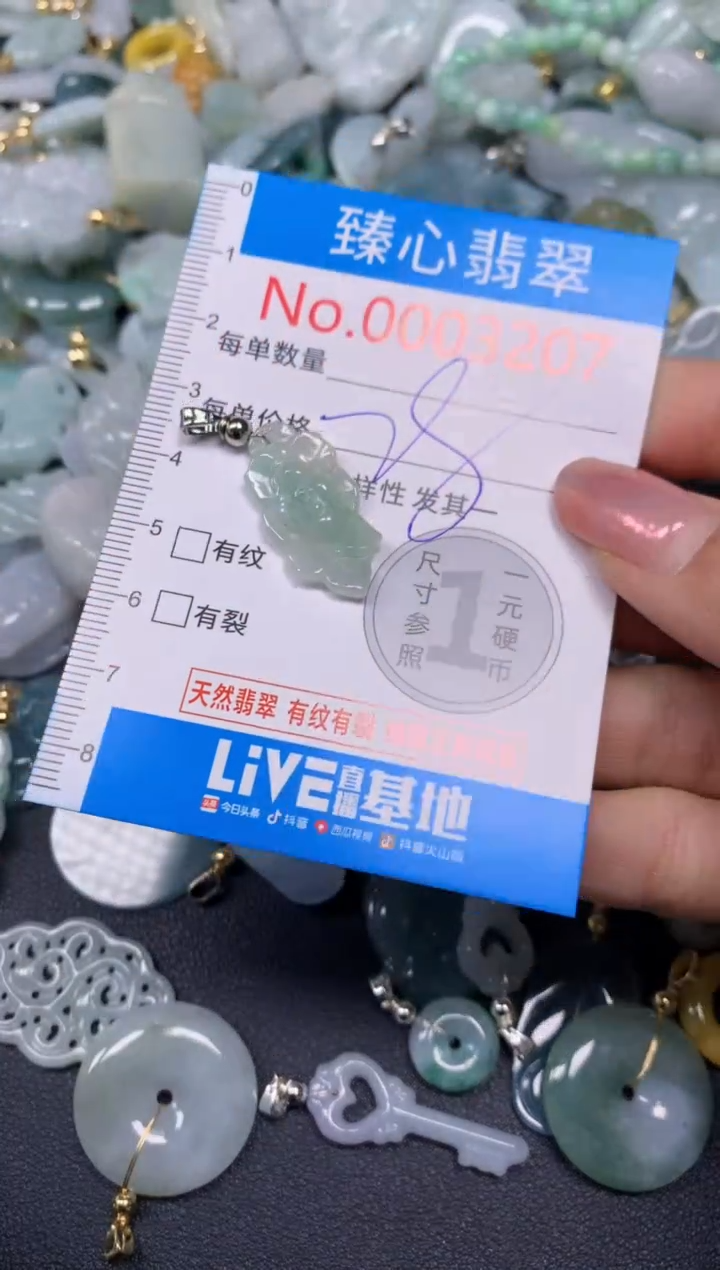 0
1
2
3
4
5
6
7
8
臻心翡翠
No.0003207
每单数量
每单价格
样性 发其一
有纹
有裂
尺寸参照
1
一元硬币
天然翡翠 有纹有裂
LiVE直播基地
今日头条 抖音 西瓜视频 抖音火山版